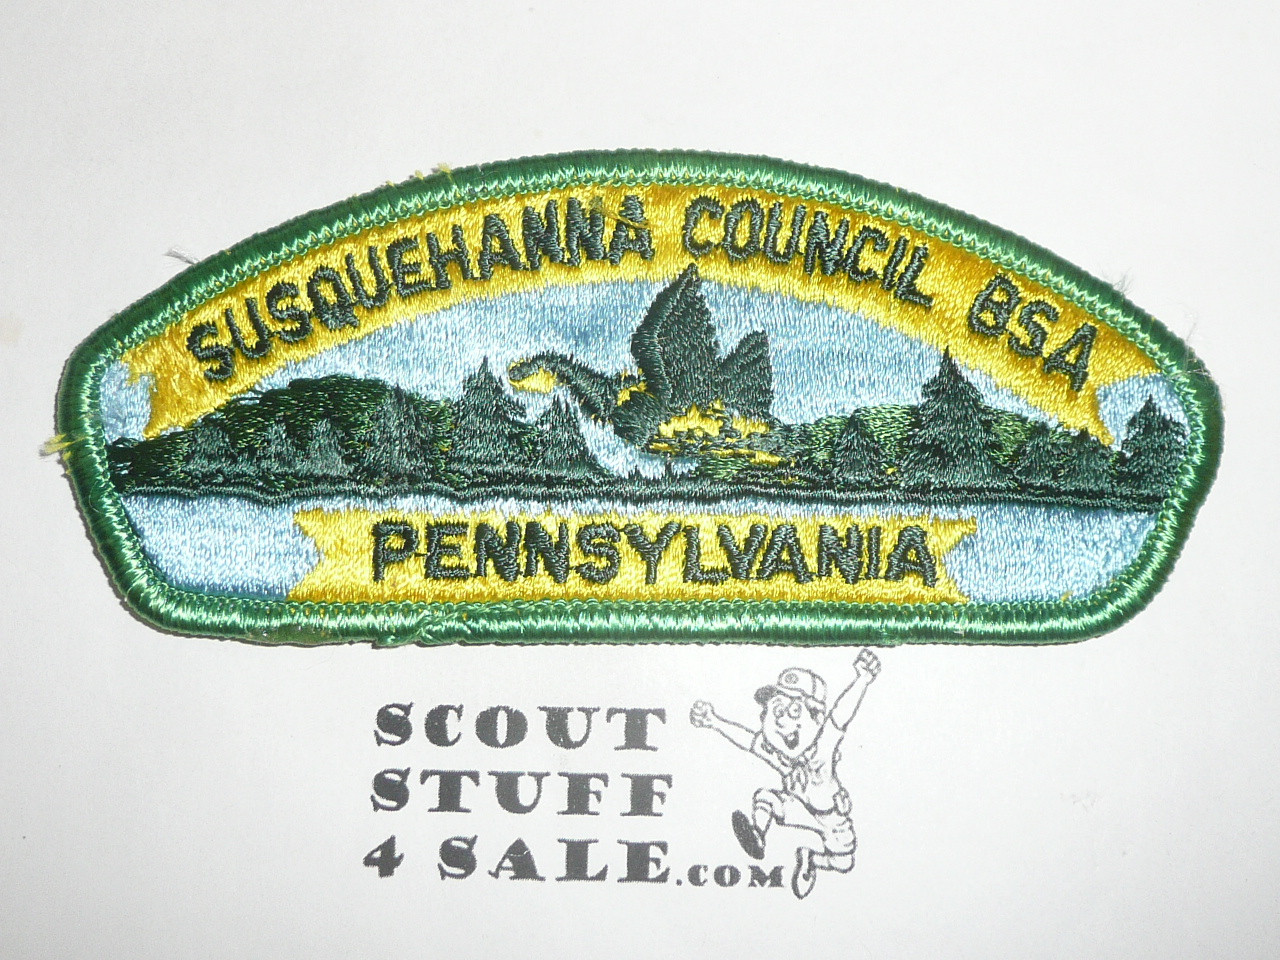 SUSQUEHANNA COUNCIL BSA
PENNSYLVANIA
SCOUT
STUFF
4 SALE.COM